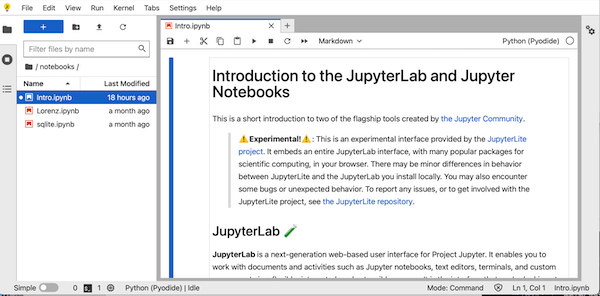 File Edit View Run Kernel Tabs Settings Help
Intro.ipynb
Filter files by name
Markdown
Python (Pyodide)
/ notebooks /
Name Last Modified
Intro.ipynb 18 hours ago
Lorenz.ipynb a month ago
sqlite.ipynb a month ago
Introduction to the JupyterLab and Jupyter
Notebooks
This is a short introduction to two of the flagship tools created by the Jupyter Community.
⚠️Experimental!⚠️: This is an experimental interface provided by the JupyterLite
project. It embeds an entire JupyterLab interface, with many popular packages for
scientific computing, in your browser. There may be minor differences in behavior
between JupyterLite and the JupyterLab you install locally. You may also encounter
some bugs or unexpected behavior. To report any issues, or to get involved with the
JupyterLite project, see the JupyterLite repository.
JupyterLab 🧪
JupyterLab is a next-generation web-based user interface for Project Jupyter. It enables you to
work with documents and activities such as Jupyter notebooks, text editors, terminals, and custom
Simple 0 1 Python (Pyodide) | Idle Mode: Command Ln 1, Col 1 Intro.ipynb